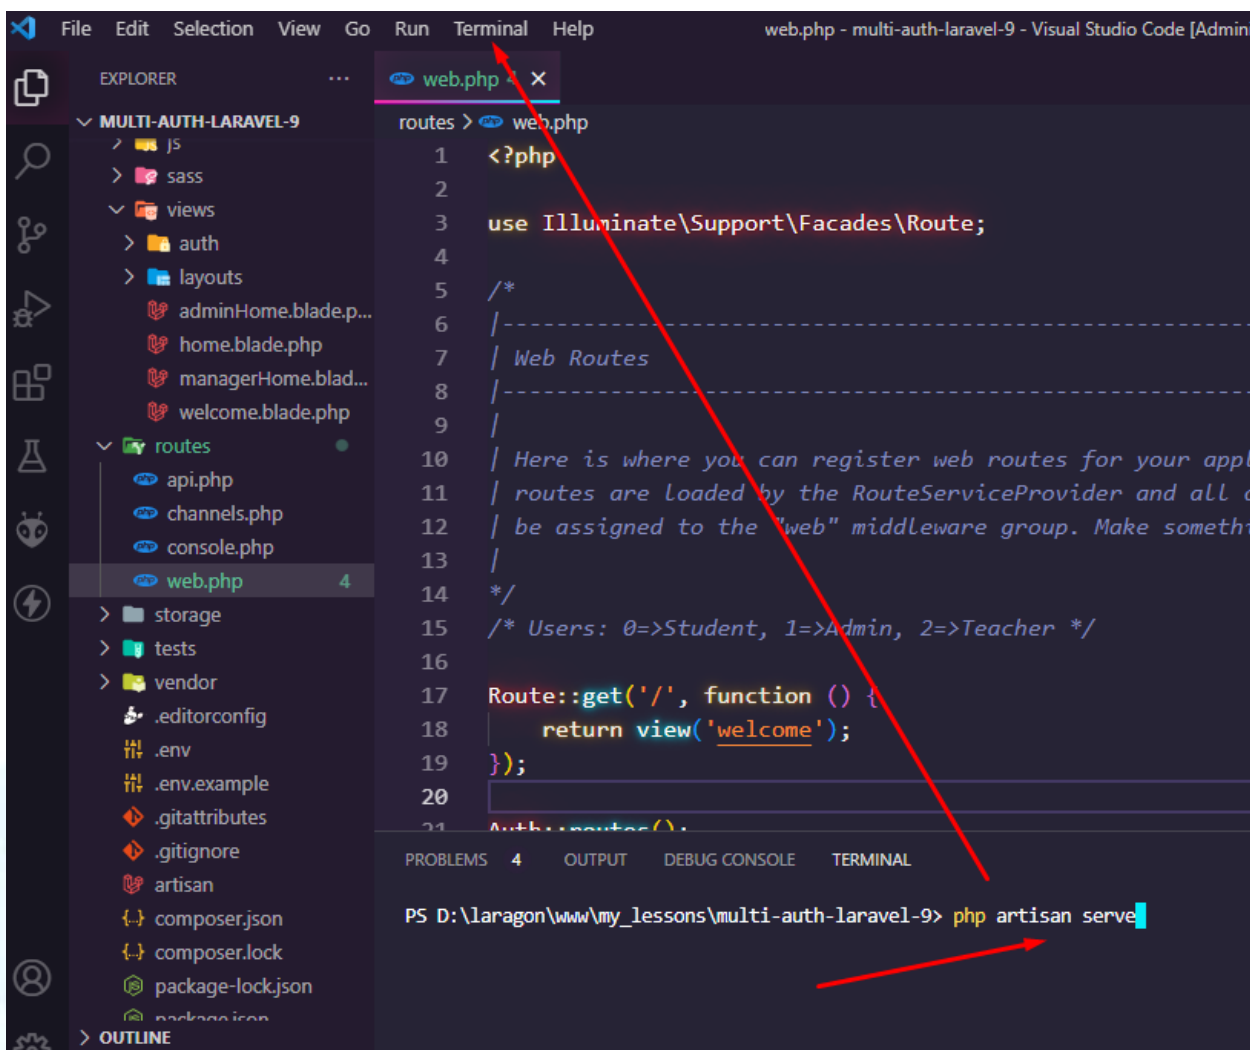 File Edit Selection View Go Run Terminal Help web.php - multi-auth-laravel-9 - Visual Studio Code [Admini
EXPLORER
MULTI-AUTH-LARAVEL-9
js
sass
views
auth
layouts
adminHome.blade.p...
home.blade.php
managerHome.blad...
welcome.blade.php
routes
api.php
channels.php
console.php
web.php 4
storage
tests
vendor
.editorconfig
.env
.env.example
.gitattributes
.gitignore
artisan
composer.json
composer.lock
package-lock.json
package.json
OUTLINE
web.php 4
routes > web.php
1 <?php
2
3 use Illuminate\Support\Facades\Route;
4
5 /*
6 |--------------------------------------------------------
7 | Web Routes
8 |--------------------------------------------------------
9 |
10 | Here is where you can register web routes for your appl
11 | routes are loaded by the RouteServiceProvider and all o
12 | be assigned to the "web" middleware group. Make somethi
13 |
14 */
15 /* Users: 0=>Student, 1=>Admin, 2=>Teacher */
16
17 Route::get('/', function () {
18 return view('welcome');
19 });
20
21 Auth::routes();
PROBLEMS 4 OUTPUT DEBUG CONSOLE TERMINAL
PS D:\laragon\www\my_lessons\multi-auth-laravel-9> php artisan serve